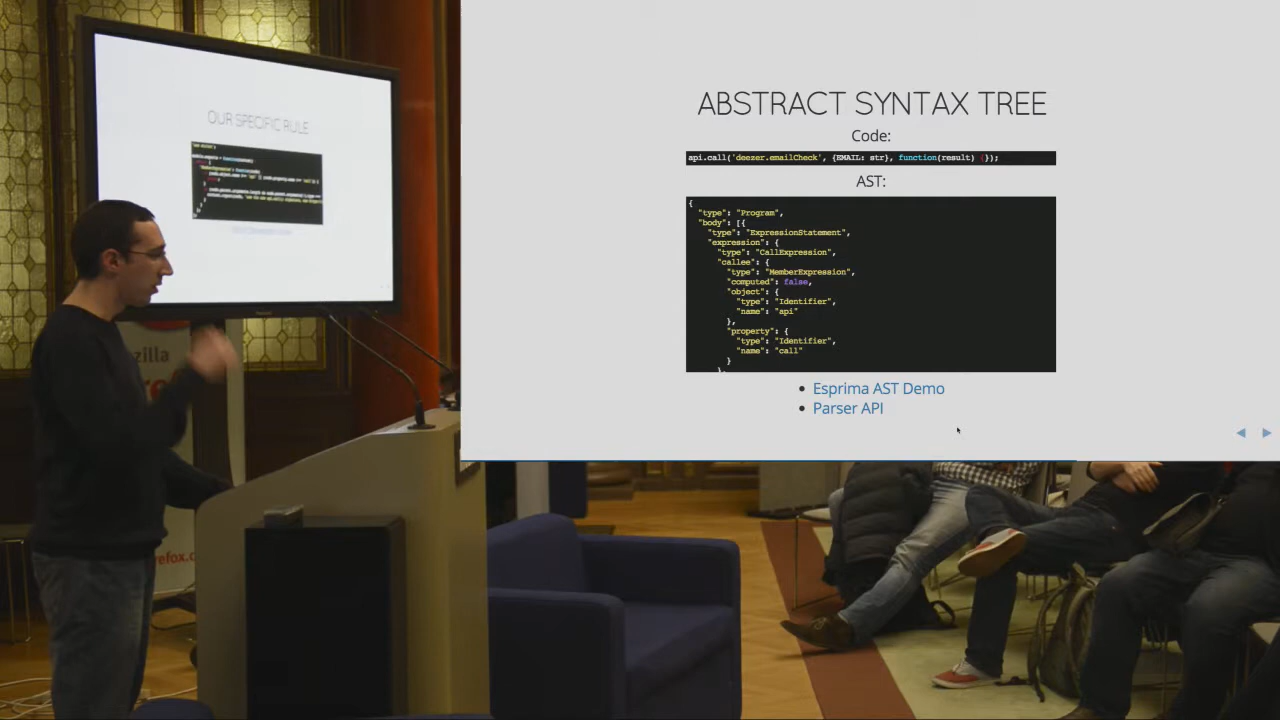 OUR SPECIFIC RULE
zilla
refox.c
ABSTRACT SYNTAX TREE
Code:
api.call('deezer.emailCheck', {EMAIL: str}, function(result) {});
AST:
{
"type": "Program",
"body": [{
"type": "ExpressionStatement",
"expression": {
"type": "CallExpression",
"callee": {
"type": "MemberExpression",
"computed": false,
"object": {
"type": "Identifier",
"name": "api"
},
"property": {
"type": "Identifier",
"name": "call"
}
},
• Esprima AST Demo
• Parser API